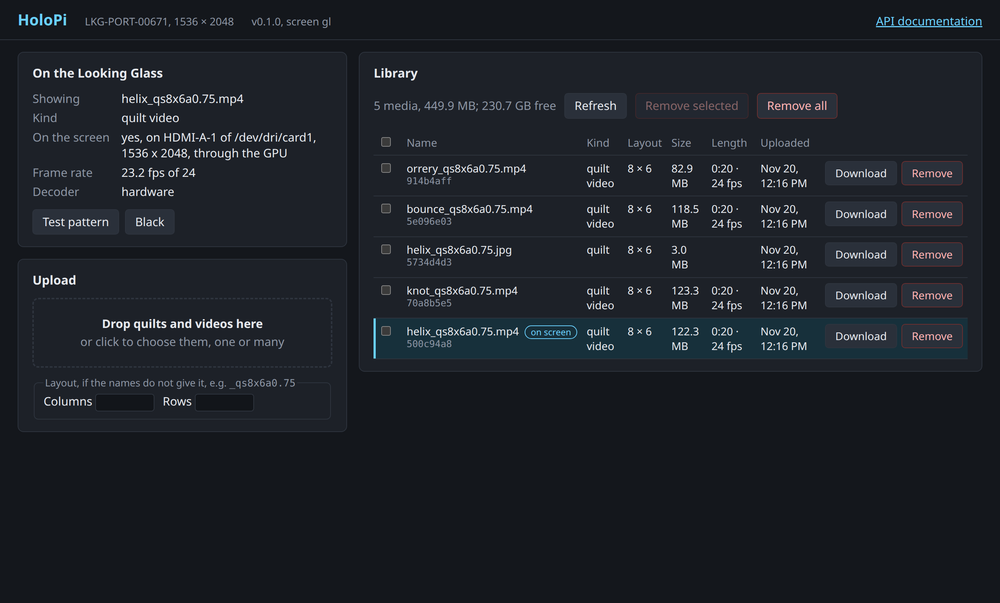 HoloPi LKG-PORT-00671, 1536 × 2048 v0.1.0, screen gl API documentation
On the Looking Glass
Showing helix_qs8x6a0.75.mp4
Kind quilt video
On the screen yes, on HDMI-A-1 of /dev/dri/card1,
1536 x 2048, through the GPU
Frame rate 23.2 fps of 24
Decoder hardware
Test pattern Black
Upload
Drop quilts and videos here
or click to choose them, one or many
Layout, if the names do not give it, e.g. _qs8x6a0.75
Columns Rows
Library
5 media, 449.9 MB; 230.7 GB free Refresh Remove selected Remove all
Name Kind Layout Size Length Uploaded
orrery_qs8x6a0.75.mp4 quilt 8 × 6 82.9 0:20 · Nov 20, Download Remove
914b4aff video MB 24 fps 12:16 PM
bounce_qs8x6a0.75.mp4 quilt 8 × 6 118.5 0:20 · Nov 20, Download Remove
5e096e03 video MB 24 fps 12:16 PM
helix_qs8x6a0.75.jpg quilt 8 × 6 3.0 Nov 20, Download Remove
5734d4d3 MB 12:16 PM
knot_qs8x6a0.75.mp4 quilt 8 × 6 123.3 0:20 · Nov 20, Download Remove
70a8b5e5 video MB 24 fps 12:16 PM
helix_qs8x6a0.75.mp4 on screen quilt 8 × 6 122.3 0:20 · Nov 20, Download Remove
500c94a8 video MB 24 fps 12:16 PM